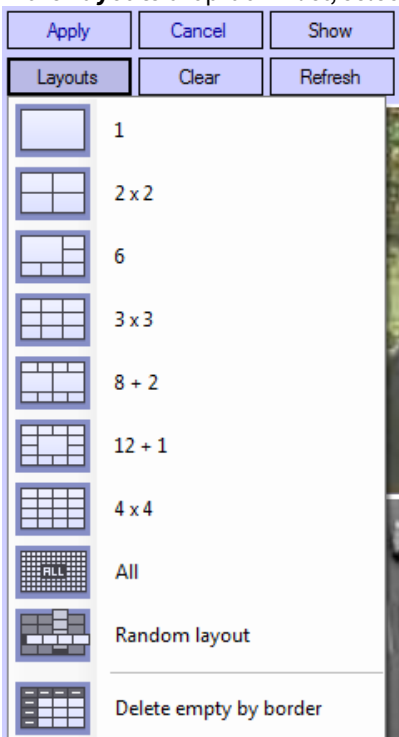 Apply Cancel Show
Layouts Clear Refresh
1
2 x 2
6
3 x 3
8 + 2
12 + 1
4 x 4
ALL
All
Random layout
Delete empty by border